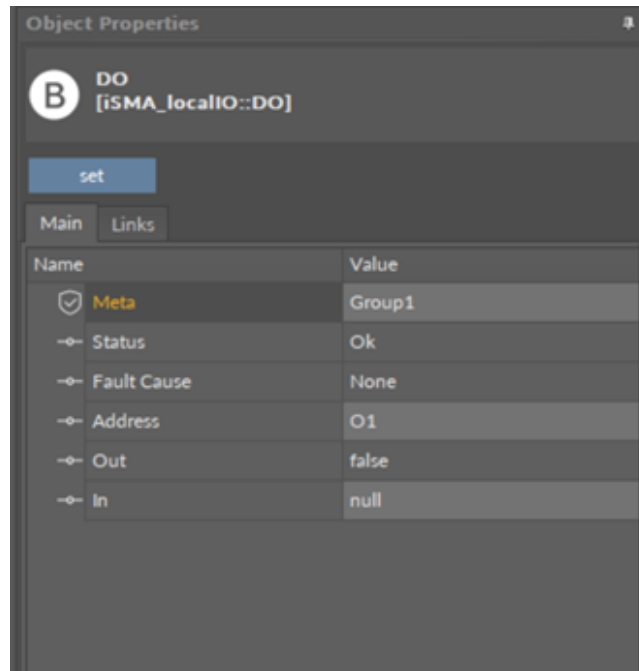 Object Properties
B
DO
[iSMA_localIO::DO]
set
Main Links
Name Value
Meta Group1
Status Ok
Fault Cause None
Address O1
Out false
In null